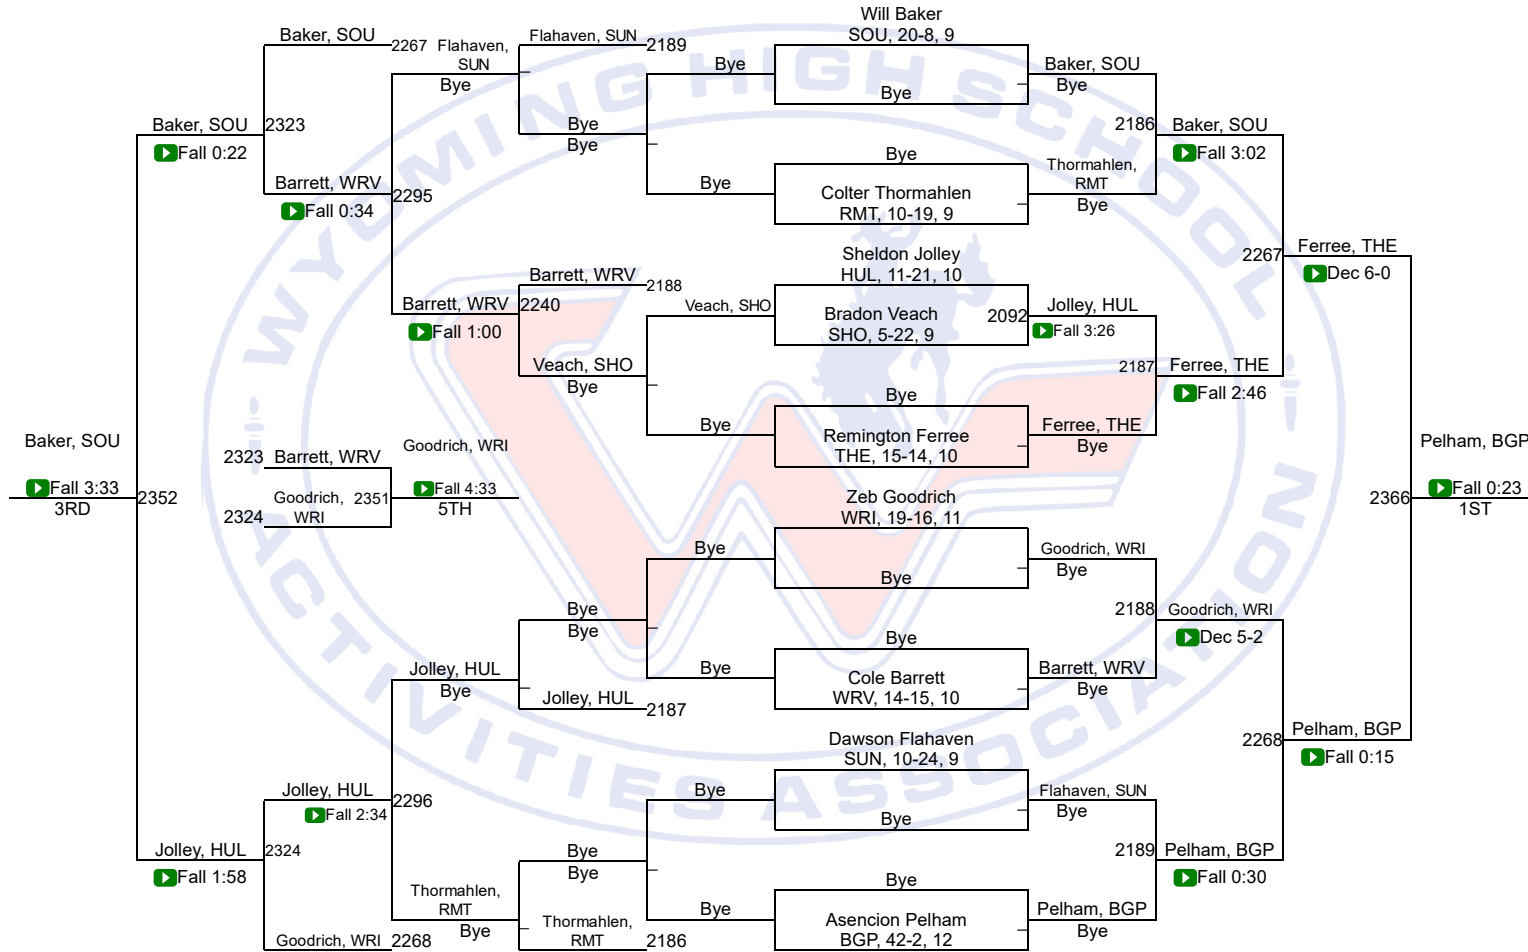 Will Baker
SOU, 20-8, 9
Baker, SOU
2267
Flahaven,
SUN
Bye
Flahaven, SUN
2189
Bye
Bye
Baker, SOU
Bye
Baker, SOU
Fall 0:22
2323
Bye
Bye
2186
Baker, SOU
Fall 3:02
Barrett, WRV
Fall 0:34
2295
Bye
Bye
Colter Thormahlen
RMT, 10-19, 9
Thormahlen,
RMT
Bye
Sheldon Jolley
HUL, 11-21, 10
2267
Ferree, THE
Dec 6-0
Barrett, WRV
2188
Barrett, WRV
Fall 1:00
2240
Veach, SHO
Bradon Veach
SHO, 5-22, 9
2092
Jolley, HUL
Fall 3:26
Veach, SHO
Bye
2187
Ferree, THE
Fall 2:46
Bye
Bye
Remington Ferree
THE, 15-14, 10
Ferree, THE
Bye
Baker, SOU
Fall 3:33
3RD
2352
2323
Barrett, WRV
2324
Goodrich,
WRI
2351
Goodrich, WRI
Fall 4:33
5TH
Zeb Goodrich
WRI, 19-16, 11
2366
Pelham, BGP
Fall 0:23
1ST
Bye
Bye
Goodrich, WRI
Bye
Bye
Bye
2188
Goodrich, WRI
Dec 5-2
Bye
Bye
Cole Barrett
WRV, 14-15, 10
Barrett, WRV
Bye
Jolley, HUL
Bye
Jolley, HUL
2187
Dawson Flahaven
SUN, 10-24, 9
2268
Pelham, BGP
Fall 0:15
Jolley, HUL
Fall 2:34
2296
Bye
Bye
Flahaven, SUN
Bye
Jolley, HUL
Fall 1:58
2324
Bye
Bye
2189
Pelham, BGP
Fall 0:30
Thormahlen,
RMT
Bye
Bye
Bye
Asencion Pelham
BGP, 42-2, 12
Pelham, BGP
Bye
Goodrich, WRI
2268
Thormahlen,
RMT
2186
WYOMING HIGH SCHOOL
ACTIVITIES ASSOCIATION